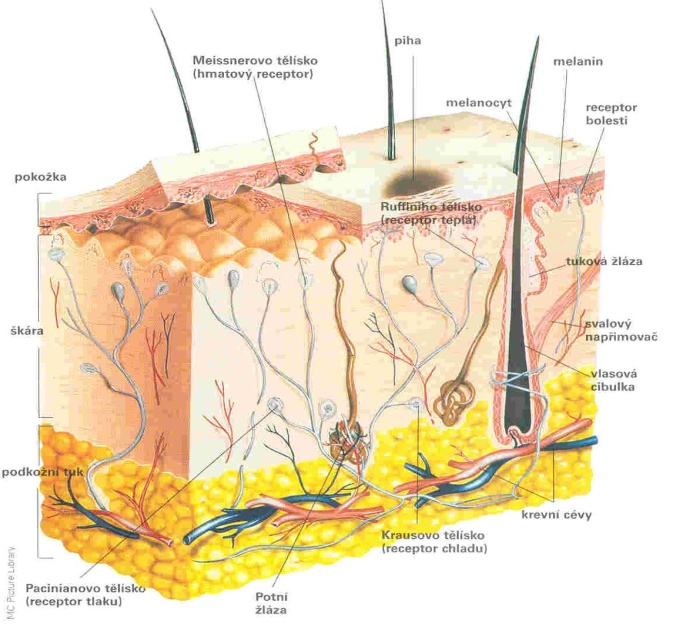 piha
Meissnerovo tělísko
(hmatový receptor)
melanin
melanocyt
receptor
bolesti
pokožka
Ruffiniho tělísko
(receptor tepla)
tuková žláza
škára
svalový
napřimovač
vlasová
cibulka
podkožní tuk
krevní cévy
Krausovo tělísko
(receptor chladu)
Pacinianovo tělísko
(receptor tlaku)
Potní
žláza
MC Picture Library